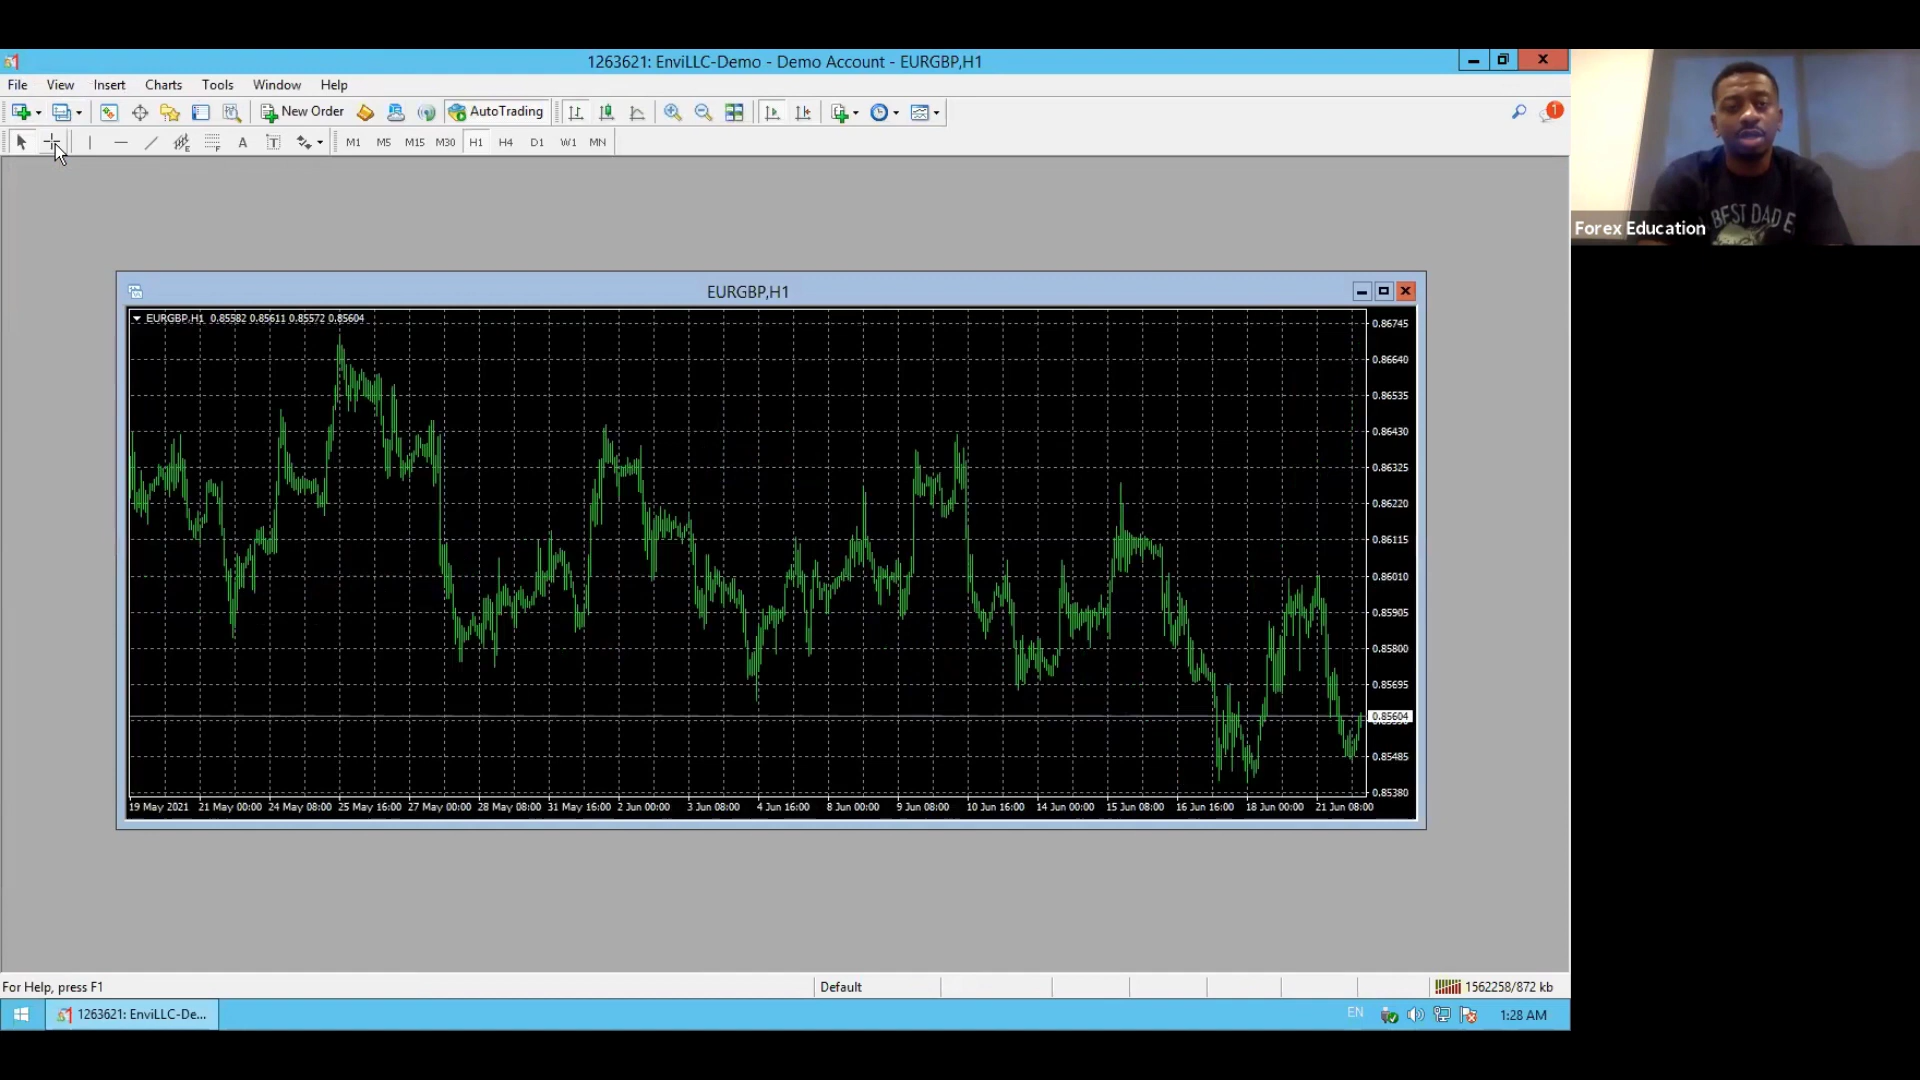 1263621: EnviLLC-Demo - Demo Account - EURGBP,H1
File View Insert Charts Tools Window Help
New Order AutoTrading 1
A T M1 M5 M15 M30 H1 H4 D1 W1 MN
BEST DAD E
Forex Education
EURGBP,H1
EURGBP,H1 0.85582 0.85611 0.85572 0.85604
0.86745
0.86640
0.86535
0.86430
0.86325
0.86220
0.86115
0.86010
0.85905
0.85800
0.85695
0.85604
0.85485
0.85380
19 May 2021 21 May 00:00 24 May 08:00 25 May 16:00 27 May 00:00 28 May 08:00 31 May 16:00 2 Jun 00:00 3 Jun 08:00 4 Jun 16:00 8 Jun 00:00 9 Jun 08:00 10 Jun 16:00 14 Jun 00:00 15 Jun 08:00 16 Jun 16:00 18 Jun 00:00 21 Jun 08:00
For Help, press F1 Default 1562258/872 kb
1263621: EnviLLC-De... EN 1:28 AM